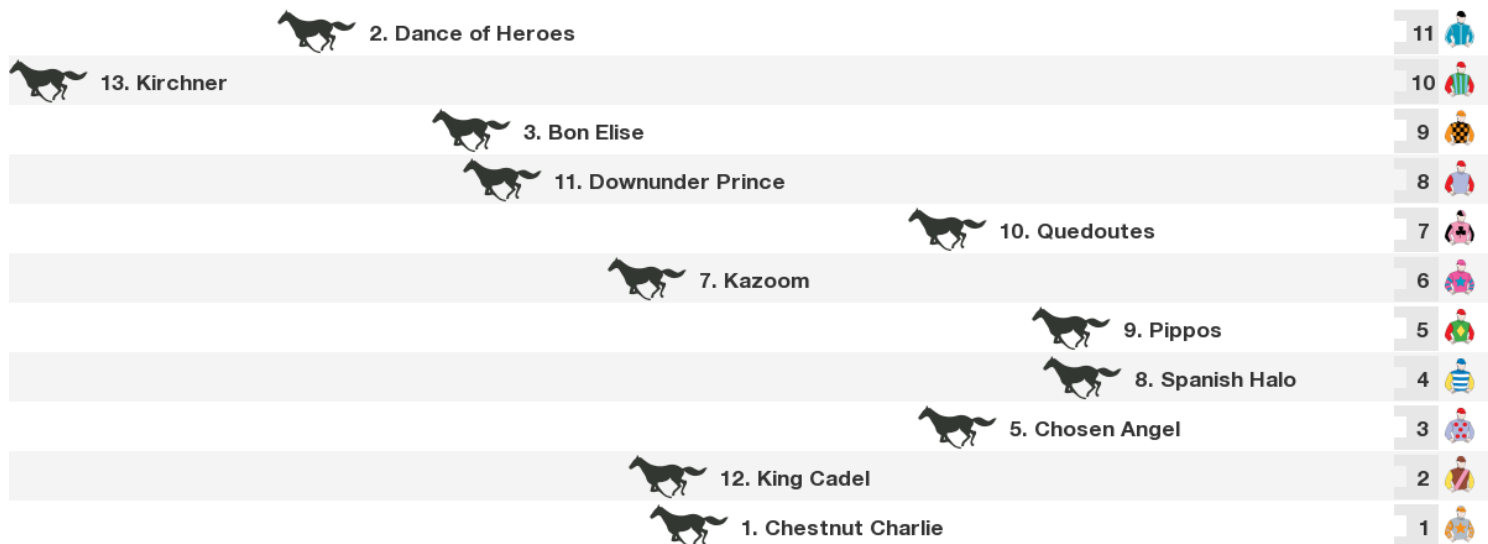 2. Dance of Heroes 11
13. Kirchner 10
3. Bon Elise 9
11. Downunder Prince 8
10. Quedoutes 7
7. Kazoom 6
9. Pippos 5
8. Spanish Halo 4
5. Chosen Angel 3
12. King Cadel 2
1. Chestnut Charlie 1